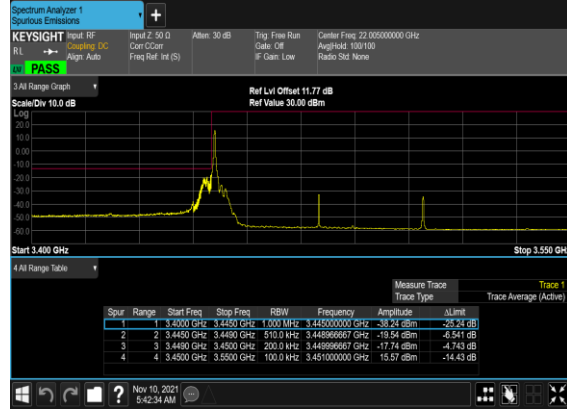 Spectrum Analyzer 1
Spurious Emissions
+
KEYSIGHT Input: RF Input Z: 50 Ω Atten: 30 dB Trig: Free Run Center Freq: 22.005000000 GHz
RL Coupling: DC Corr CCorr Gate: Off Avg|Hold: 100/100
Align: Auto Freq Ref: Int (S) IF Gain: Low Radio Std: None
PASS
3 All Range Graph
Ref Lvl Offset 11.77 dB
Scale/Div 10.0 dB Ref Value 30.00 dBm
Log
20.0
10.0
0.00
-10.0
-20.0
-30.0
-40.0
-50.0
-60.0
Start 3.400 GHz Stop 3.550 GHz
4 All Range Table
Measure Trace Trace 1
Trace Type Trace Average (Active)
Spur Range Start Freq Stop Freq RBW Frequency Amplitude ΔLimit
1 1 3.4000 GHz 3.4450 GHz 1.000 MHz 3.445000000 GHz -38.24 dBm -25.24 dB
2 2 3.4450 GHz 3.4490 GHz 510.0 kHz 3.448966667 GHz -19.54 dBm -6.541 dB
3 3 3.4490 GHz 3.4500 GHz 200.0 kHz 3.449996667 GHz -17.74 dBm -4.743 dB
4 4 3.4500 GHz 3.5500 GHz 100.0 kHz 3.451000000 GHz 15.57 dBm -14.43 dB
? Nov 10, 2021
5:42:34 AM